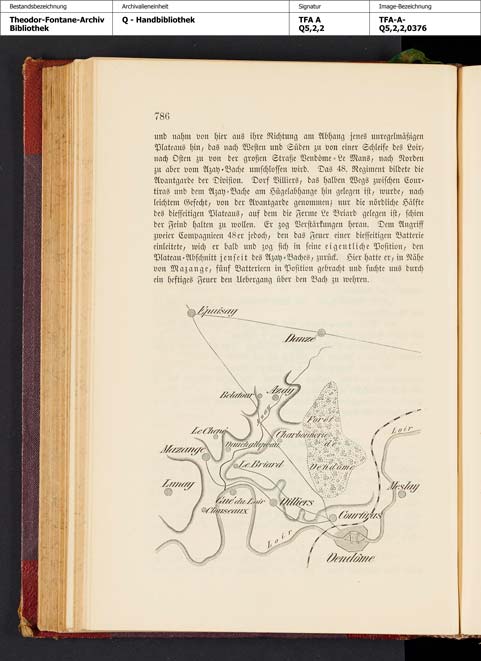 Bestandsbezeichnung
Archivalieneinheit
Signatur
Image-Bezeichnung
Theodor-Fontane-Archiv
Bibliothek
Q - Handbibliothek
TFA A
Q5,2,2
TFA-A-
Q5,2,2,0376
786
und nahm von hier aus ihre Richtung am Abhang jenes unregelmäßigen
Plateaus hin, das nach Westen und Süden zu von einer Schleife des Loir,
nach Osten zu von der großen Straße Vendôme-Le Mans, nach Norden
zu aber vom Azay-Bache umschlossen wird. Das 48. Regiment bildete die
Avantgarde der Division. Dorf Villiers, das halben Wegs zwischen Cour-
tiras und dem Azay-Bache am Hügelabhange hin gelegen ist, wurde, nach
leichtem Gefecht, von der Avantgarde genommen; nur die nördliche Hälfte
des diesseitigen Plateaus, auf dem die Ferme Le Briard gelegen ist, schien
der Feind halten zu wollen. Er zog Verstärkungen heran. Dem Angriff
zweier Compagnieen 48er jedoch, den das Feuer einer diesseitigen Batterie
einleitete, wich er bald und zog sich in seine eigentliche Position, den
Plateau-Abschnitt jenseit des Azay-Baches, zurück. Hier hatte er, in Nähe
von Mazange, fünf Batterieen in Position gebracht und suchte uns durch
ein heftiges Feuer den Uebergang über den Bach zu wehren.
Epuisay
Danzé
Azay
Belatour
Azay
Forêt
de
Vendôme
Le Chêne
Charbonnerie
Mazange
Le Briard
Loir
Lunay
Gué du Loir
Villiers
Meslay
Clouseaux
Courtiras
Loir
Vendôme